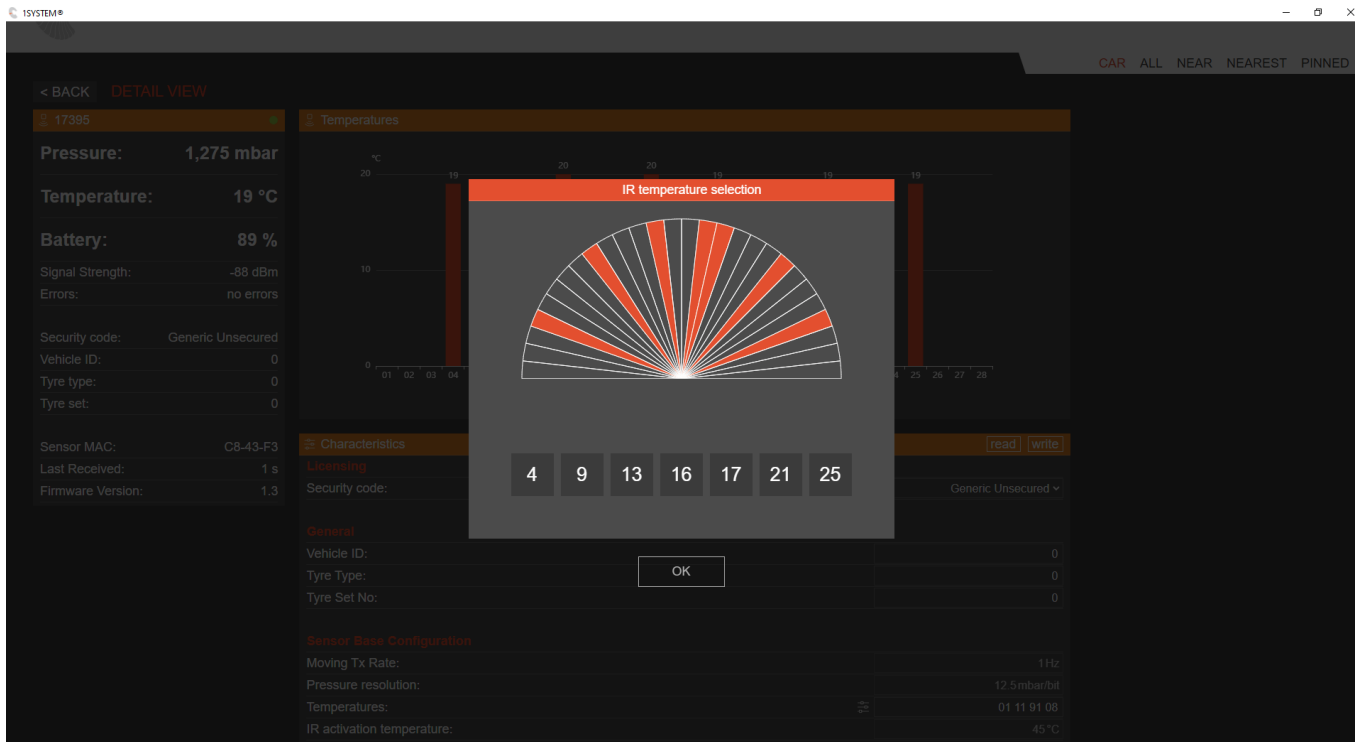 1SYSTEM®
CAR ALL NEAR NEAREST PINNED
< BACK DETAIL VIEW
17395
Pressure: 1,275 mbar
Temperature: 19 °C
Battery: 89 %
Signal Strength: -88 dBm
Errors: no errors
Security code: Generic Unsecured
Vehicle ID: 0
Tyre type: 0
Tyre set: 0
Sensor MAC: C8-43-F3
Last Received: 1 s
Firmware Version: 1.3
Temperatures
°C
20
10
0
19 20 20 19 19 19
01 02 03 04 25 26 27 28
IR temperature selection
4 9 13 16 17 21 25
OK
Characteristics read write
Licensing
Security code: Generic Unsecured
General
Vehicle ID: 0
Tyre Type: 0
Tyre Set No: 0
Sensor Base Configuration
Moving Tx Rate: 1 Hz
Pressure resolution: 12.5 mbar/bit
Temperatures: 01 11 91 08
IR activation temperature: 45 °C